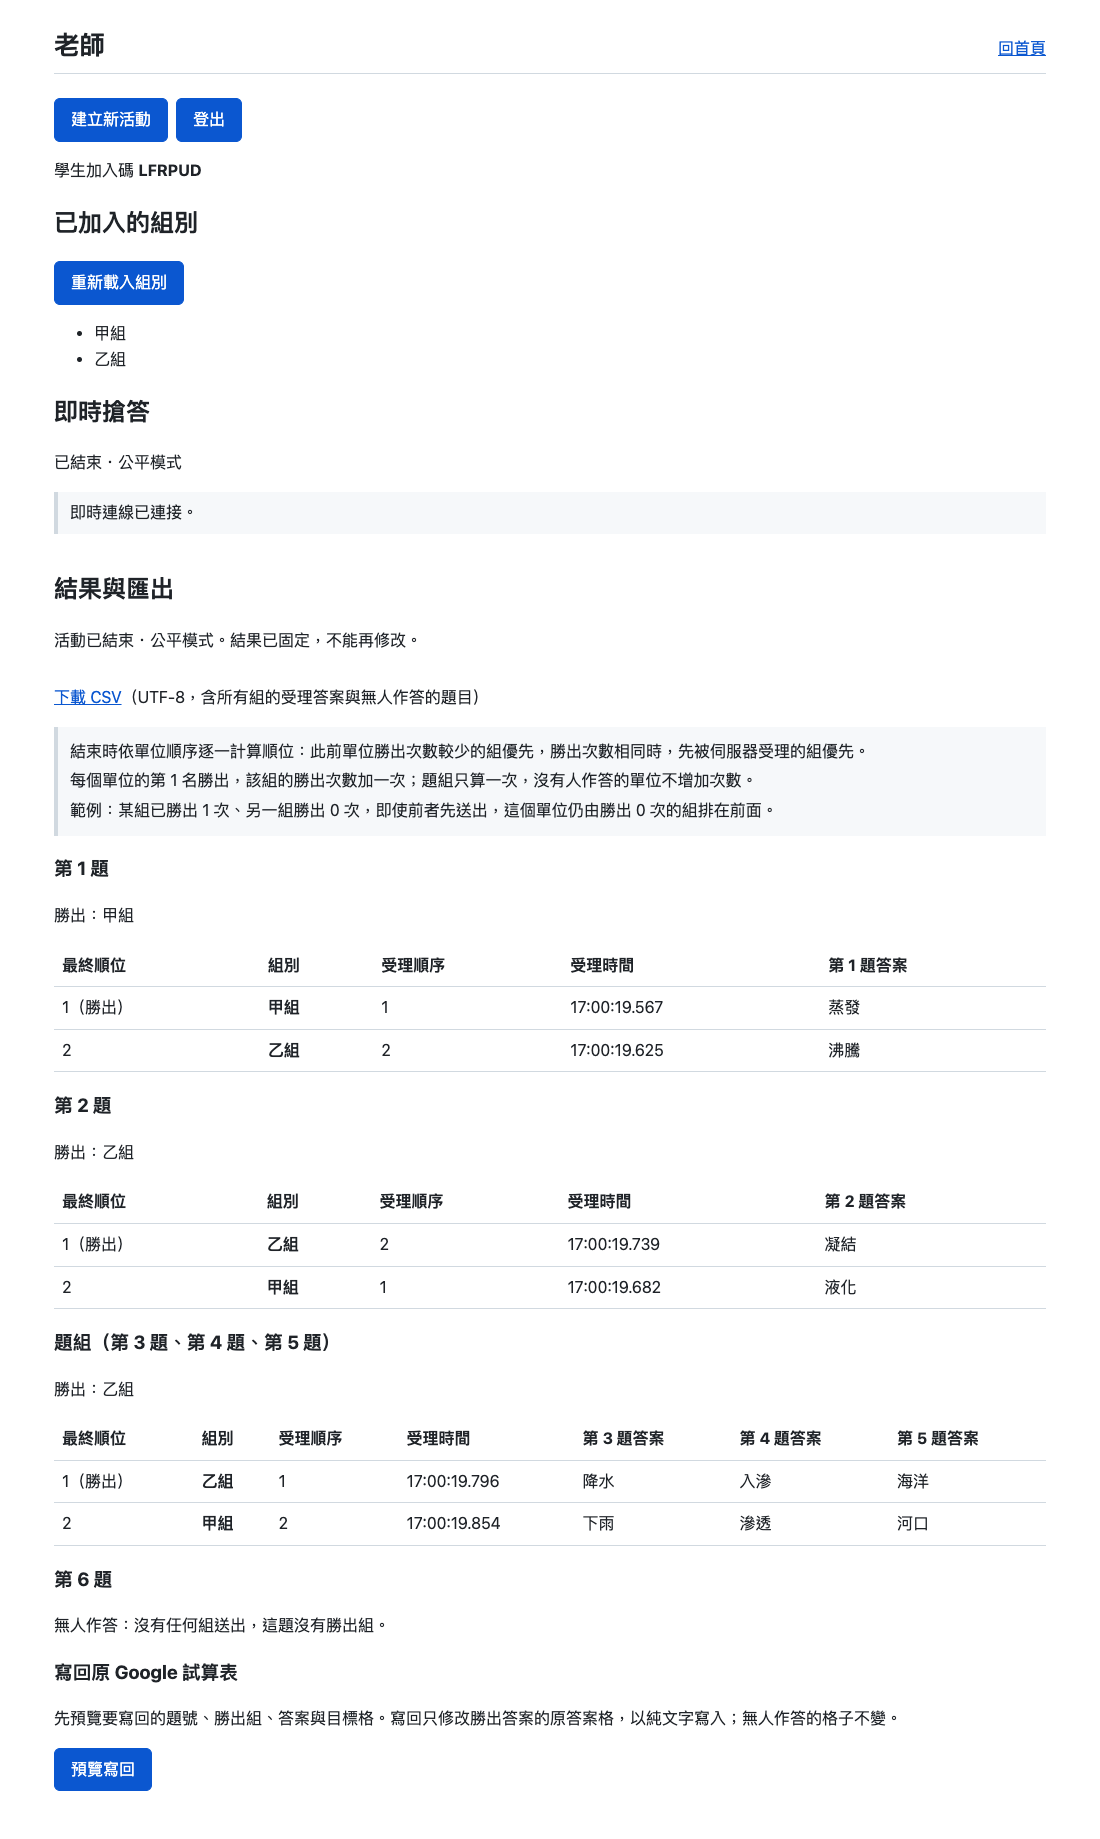 老師
回首頁
建立新活動 登出
學生加入碼 LFRPUD
已加入的組別
重新載入組別
甲組
乙組
即時搶答
已結束・公平模式
即時連線已連接。
結果與匯出
活動已結束・公平模式。結果已固定，不能再修改。
下載 CSV（UTF-8，含所有組的受理答案與無人作答的題目）
結束時依單位順序逐一計算順位：此前單位勝出次數較少的組優先，勝出次數相同時，先被伺服器受理的組優先。
每個單位的第 1 名勝出，該組的勝出次數加一次；題組只算一次，沒有人作答的單位不增加次數。
範例：某組已勝出 1 次、另一組勝出 0 次，即使前者先送出，這個單位仍由勝出 0 次的組排在前面。
第 1 題
勝出：甲組
最終順位 組別 受理順序 受理時間 第 1 題答案
1（勝出） 甲組 1 17:00:19.567 蒸發
2 乙組 2 17:00:19.625 沸騰
第 2 題
勝出：乙組
最終順位 組別 受理順序 受理時間 第 2 題答案
1（勝出） 乙組 2 17:00:19.739 凝結
2 甲組 1 17:00:19.682 液化
題組（第 3 題、第 4 題、第 5 題）
勝出：乙組
最終順位 組別 受理順序 受理時間 第 3 題答案 第 4 題答案 第 5 題答案
1（勝出） 乙組 1 17:00:19.796 降水 入滲 海洋
2 甲組 2 17:00:19.854 下雨 滲透 河口
第 6 題
無人作答：沒有任何組送出，這題沒有勝出組。
寫回原 Google 試算表
先預覽要寫回的題號、勝出組、答案與目標格。寫回只修改勝出答案的原答案格，以純文字寫入；無人作答的格子不變。
預覽寫回